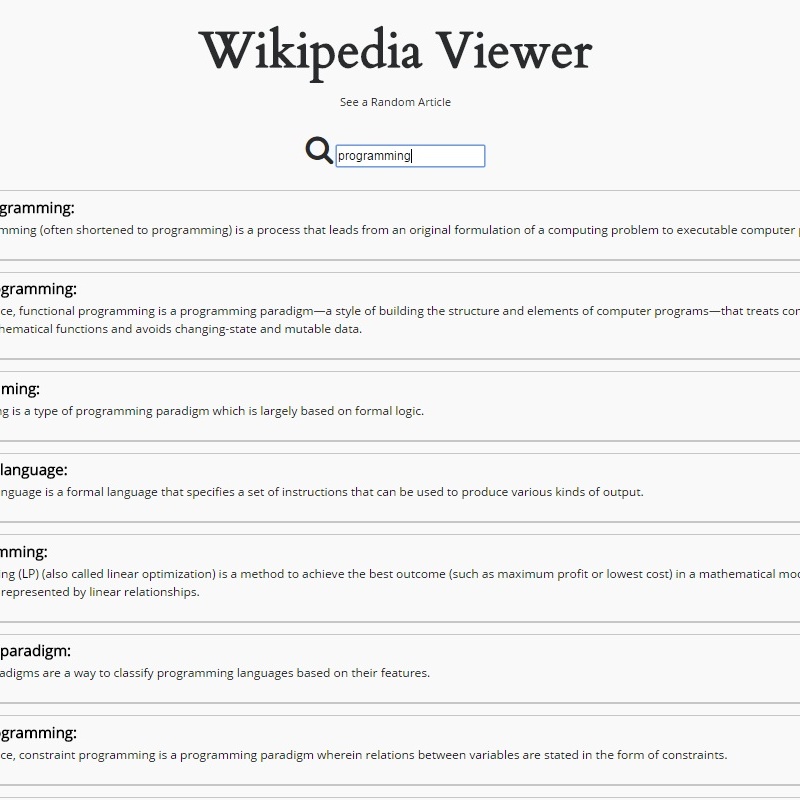 Wikipedia Viewer
See a Random Article
programming
gramming:
mming (often shortened to programming) is a process that leads from an original formulation of a computing problem to executable computer
ogramming:
ce, functional programming is a programming paradigm—a style of building the structure and elements of computer programs—that treats con
hematical functions and avoids changing-state and mutable data.
ming:
ng is a type of programming paradigm which is largely based on formal logic.
language:
nguage is a formal language that specifies a set of instructions that can be used to produce various kinds of output.
mming:
ing (LP) (also called linear optimization) is a method to achieve the best outcome (such as maximum profit or lowest cost) in a mathematical mod
represented by linear relationships.
paradigm:
adigms are a way to classify programming languages based on their features.
ogramming:
ce, constraint programming is a programming paradigm wherein relations between variables are stated in the form of constraints.